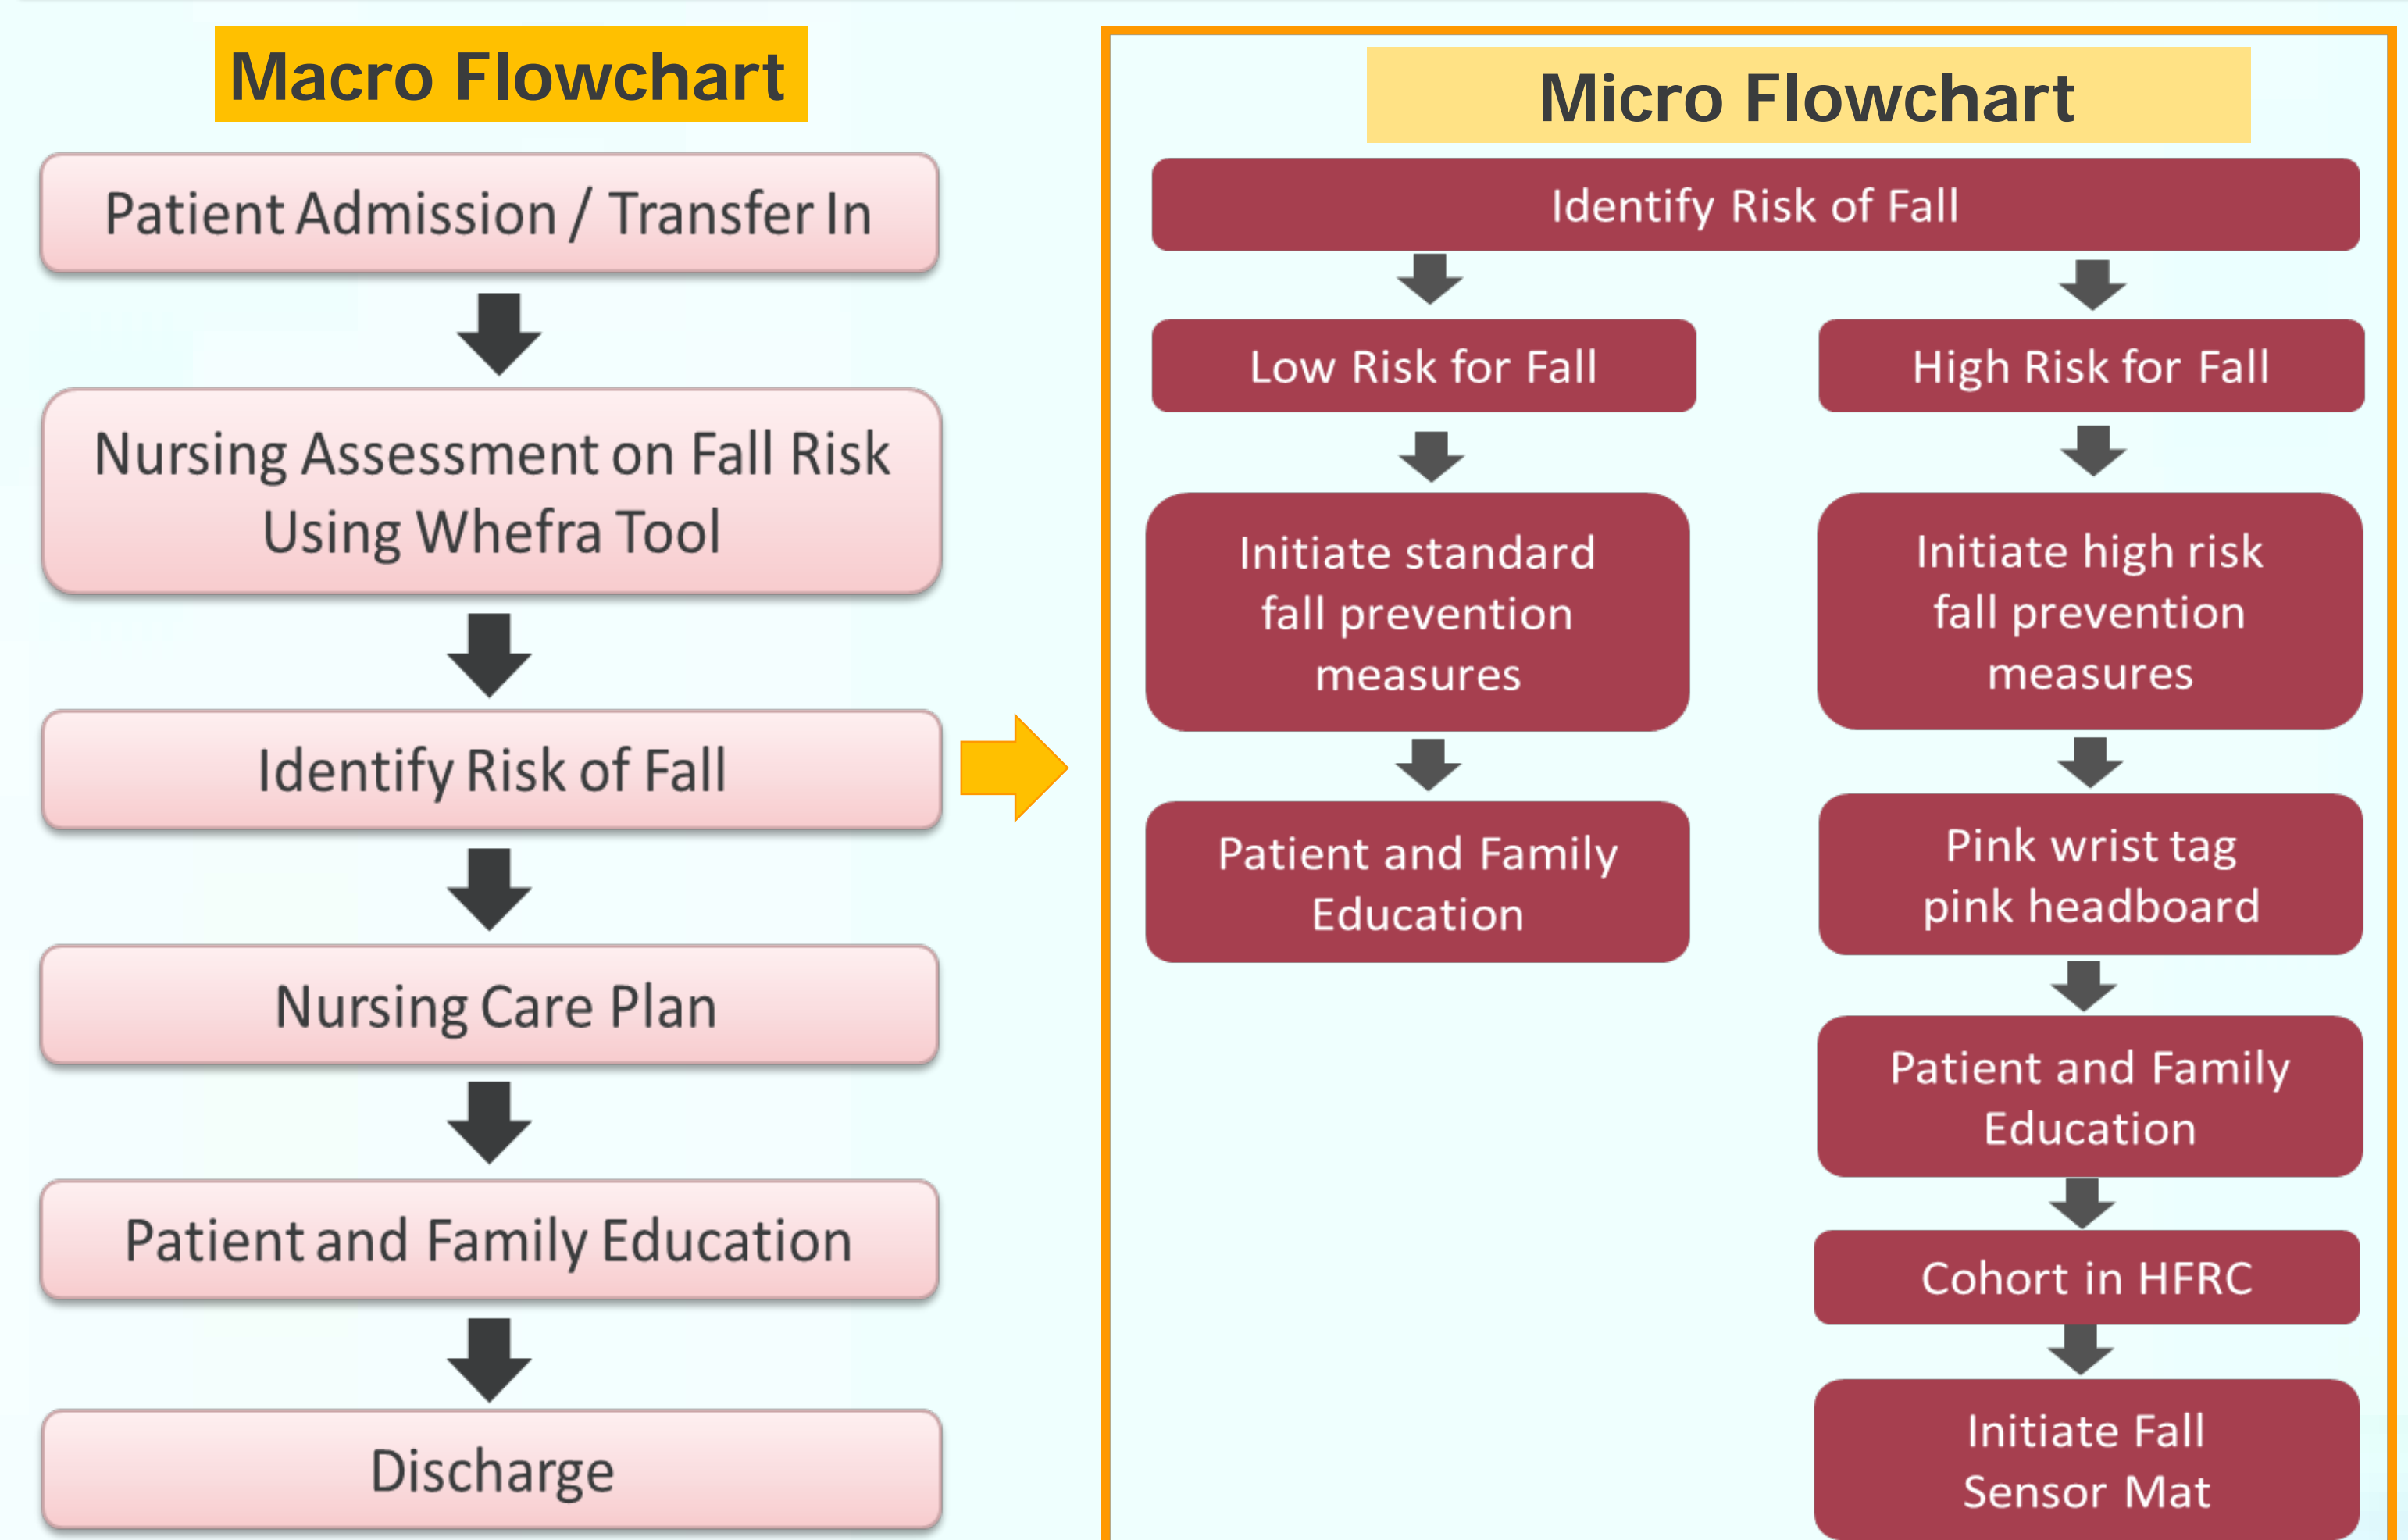 Macro Flowchart
Patient Admission / Transfer In
Nursing Assessment on Fall Risk
Using Whefra Tool
Identify Risk of Fall
Nursing Care Plan
Patient and Family Education
Discharge
Micro Flowchart
Identify Risk of Fall
Low Risk for Fall
Initiate standard
fall prevention
measures
Patient and Family
Education
High Risk for Fall
Initiate high risk
fall prevention
measures
Pink wrist tag
pink headboard
Patient and Family
Education
Cohort in HFRC
Initiate Fall
Sensor Mat